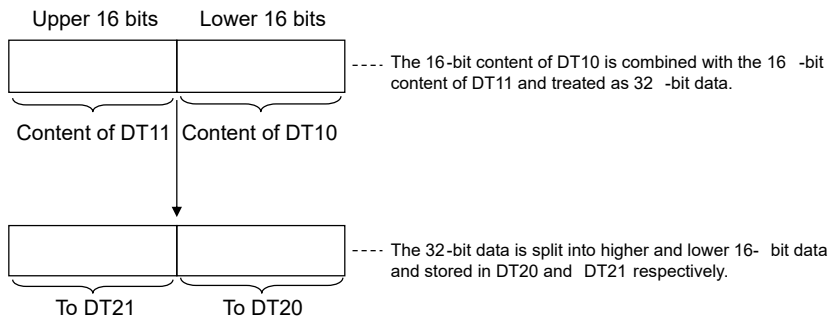 Upper 16 bits Lower 16 bits
The 16-bit content of DT10 is combined with the 16 -bit
content of DT11 and treated as 32 -bit data.
Content of DT11 Content of DT10
The 32-bit data is split into higher and lower 16- bit data
and stored in DT20 and DT21 respectively.
To DT21 To DT20